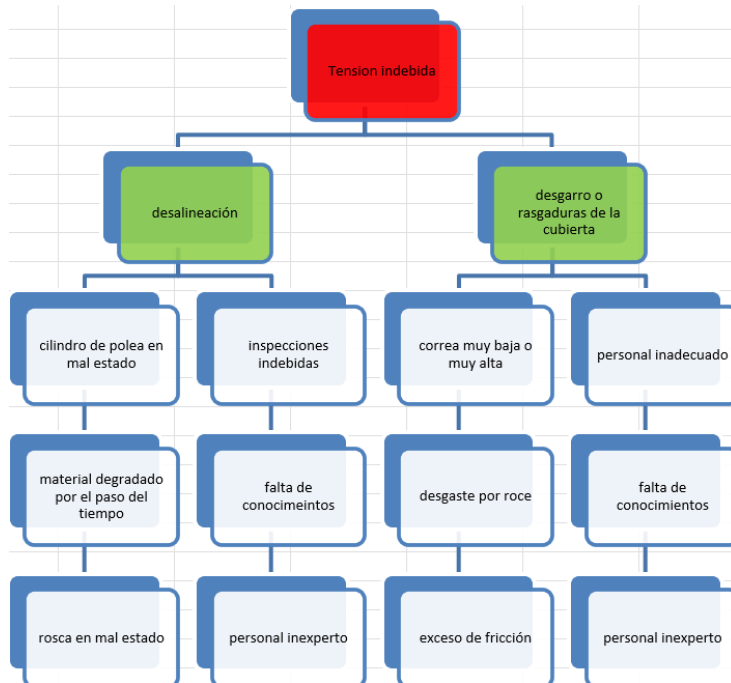 Tension indebida
desalineación
desgarro o
rasgaduras de la
cubierta
cilindro de polea en
mal estado
inspecciones
indebidas
correa muy baja o
muy alta
personal inadecuado
material degradado
por el paso del
tiempo
falta de
conocimeintos
desgaste por roce
falta de
conocimientos
rosca en mal estado
personal inexperto
exceso de fricción
personal inexperto